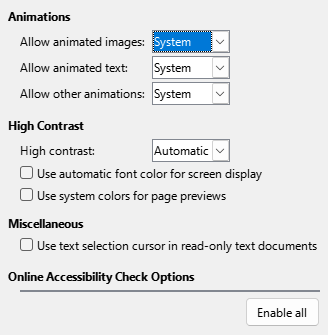 Animations
Allow animated images: System
Allow animated text: System
Allow other animations: System
High Contrast
High contrast: Automatic
Use automatic font color for screen display
Use system colors for page previews
Miscellaneous
Use text selection cursor in read-only text documents
Online Accessibility Check Options
Enable all